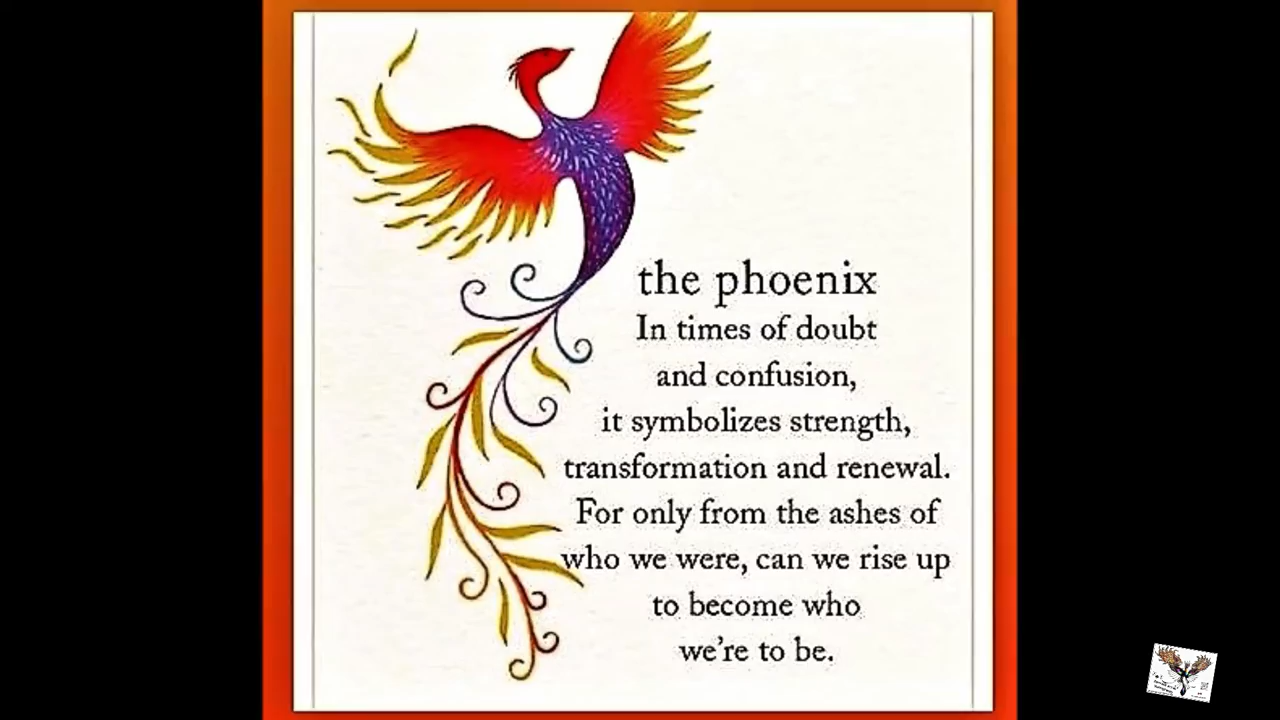 the phoenix
In times of doubt
and confusion,
it symbolizes strength,
transformation and renewal.
For only from the ashes of
who we were, can we rise up
to become who
we're to be.